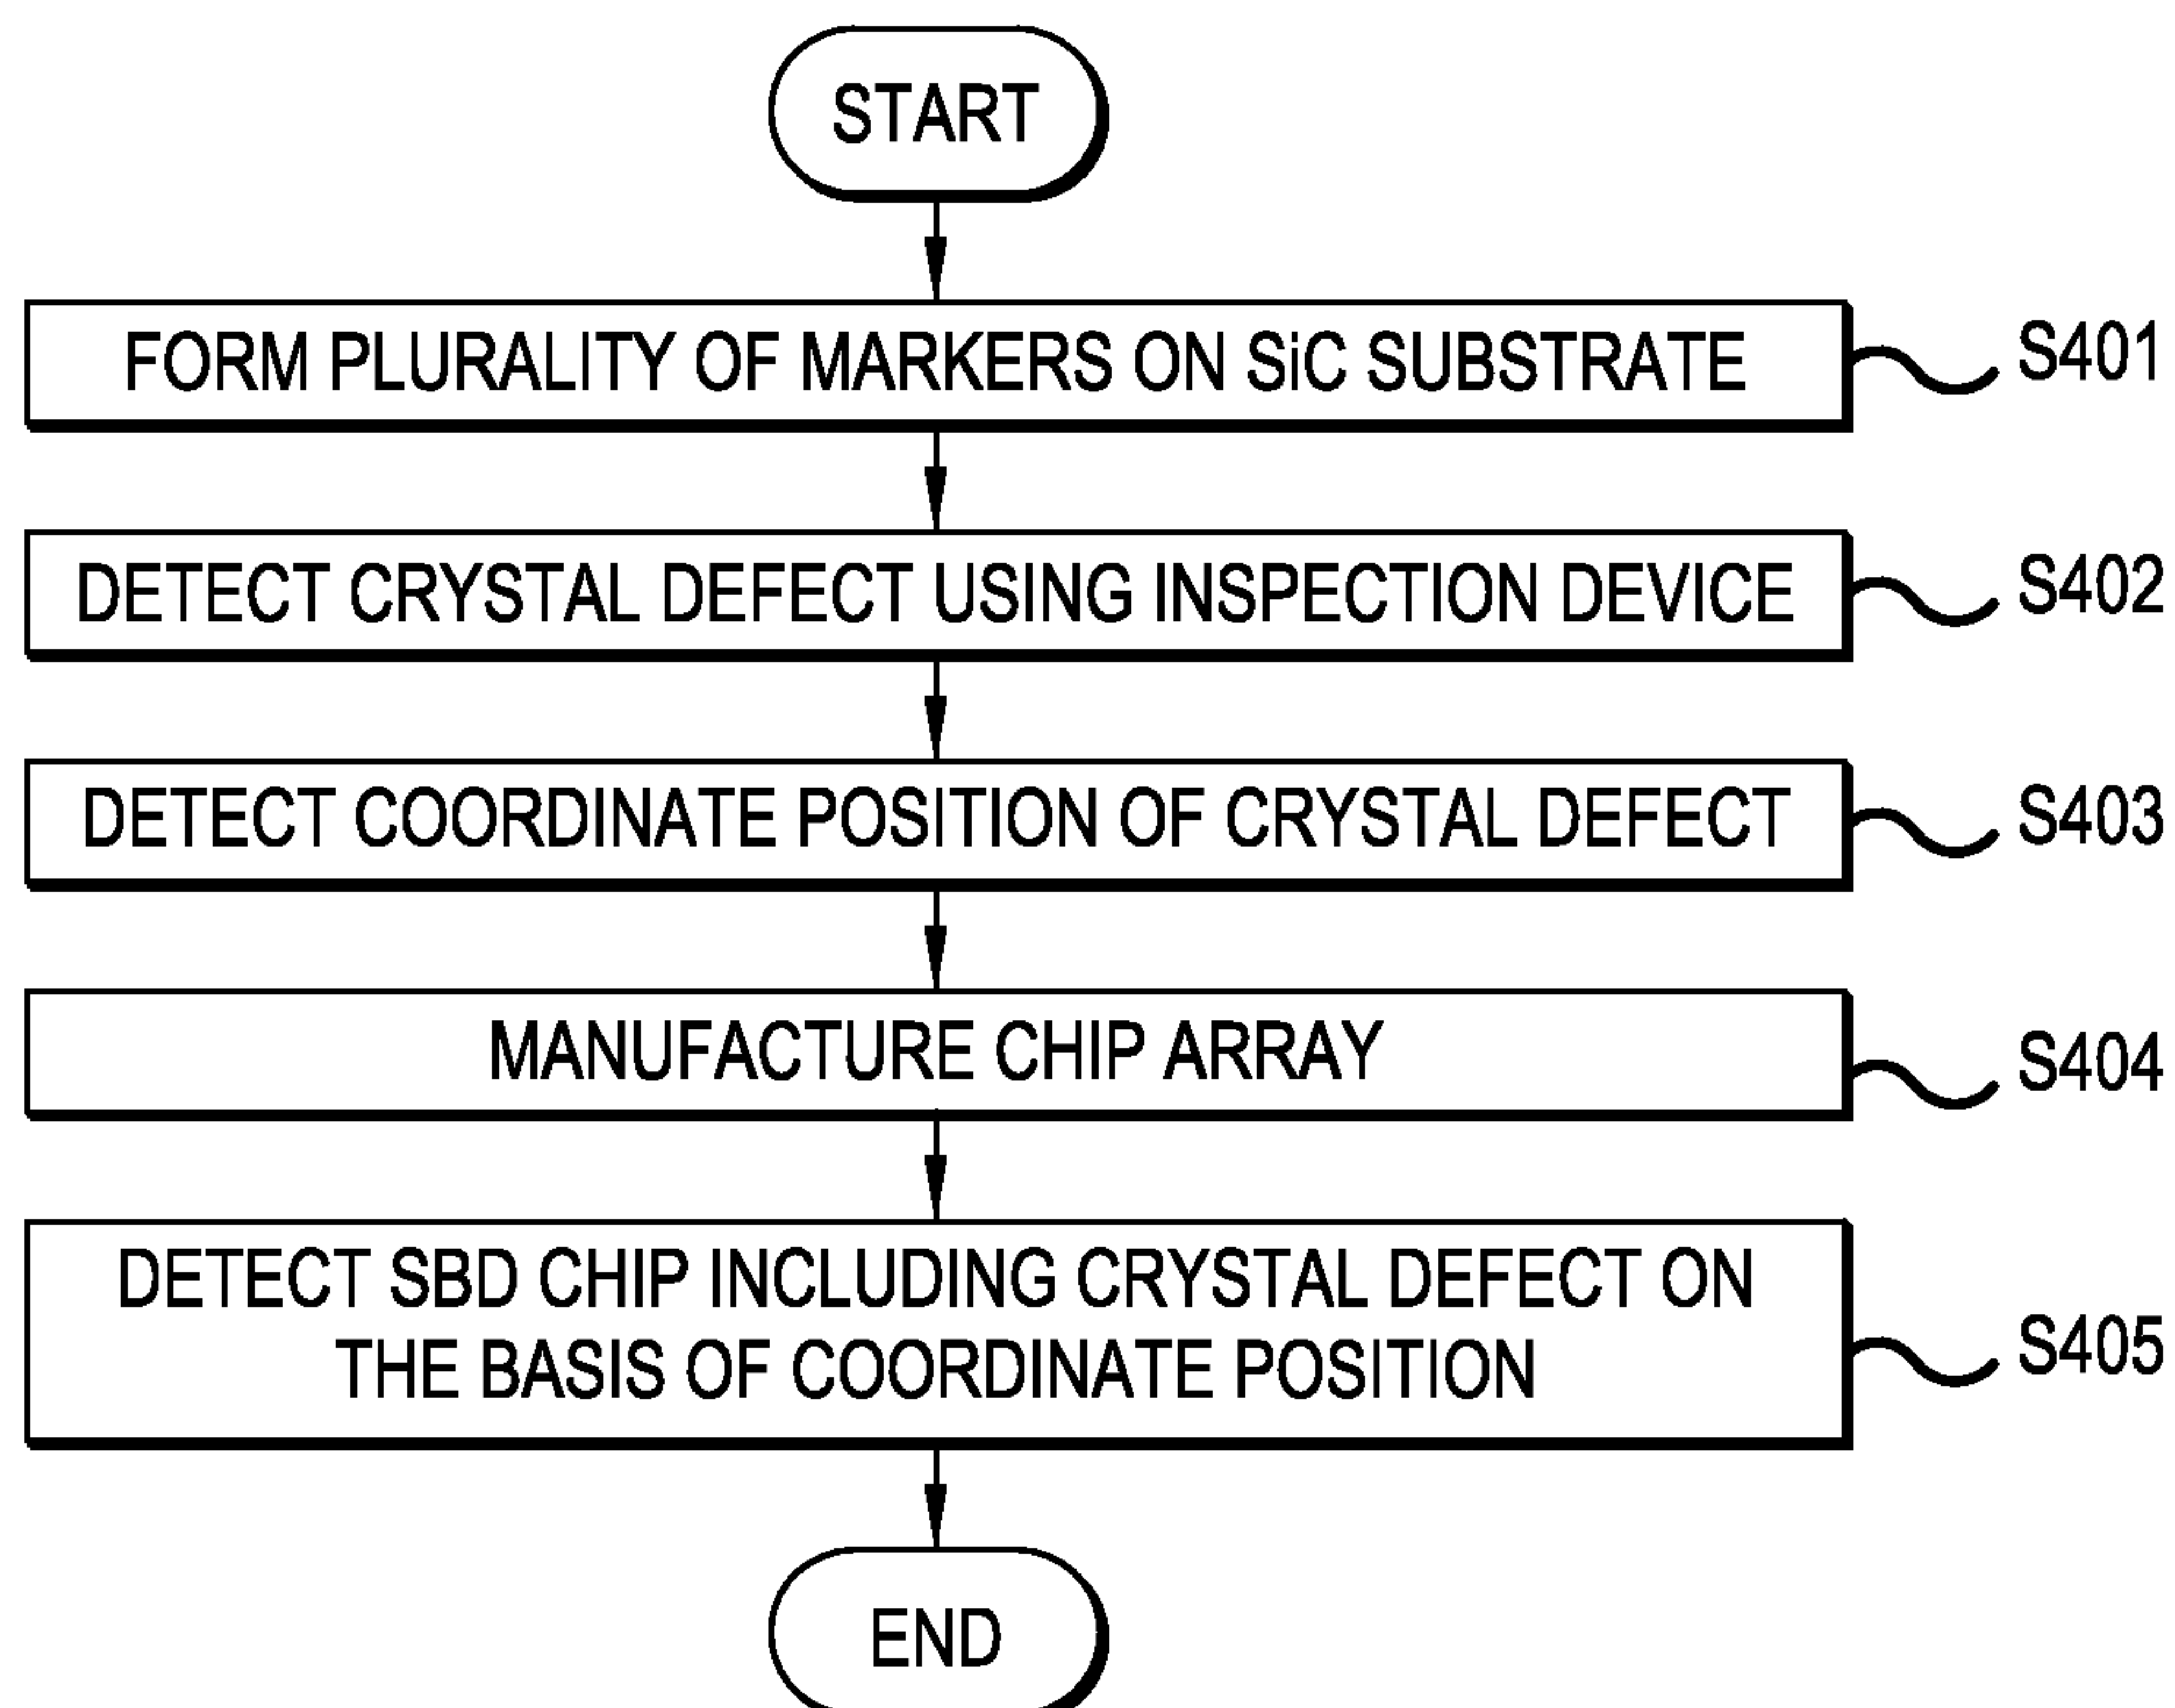 START
FORM PLURALITY OF MARKERS ON SiC SUBSTRATE
S401
DETECT CRYSTAL DEFECT USING INSPECTION DEVICE
S402
DETECT COORDINATE POSITION OF CRYSTAL DEFECT
S403
MANUFACTURE CHIP ARRAY
S404
DETECT SBD CHIP INCLUDING CRYSTAL DEFECT ON
THE BASIS OF COORDINATE POSITION
S405
END